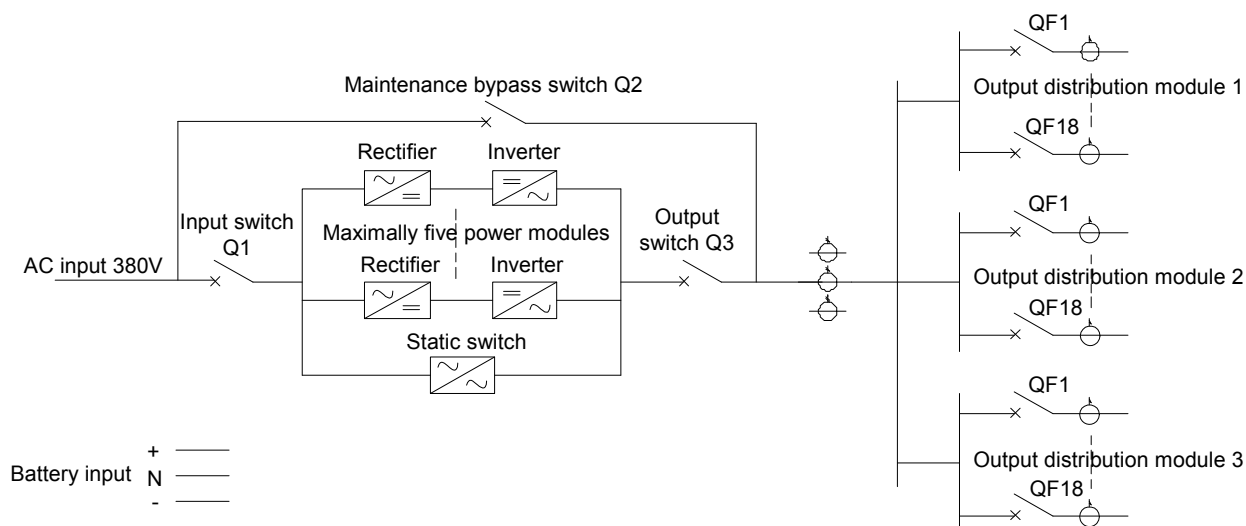 QF1
Output distribution module 1
QF18
Maintenance bypass switch Q2
Rectifier
Inverter
Input switch
Q1
Maximally five power modules
Output
switch Q3
AC input 380V
Rectifier
Inverter
Static switch
QF1
Output distribution module 2
QF18
QF1
Output distribution module 3
QF18
+
Battery input
N
-